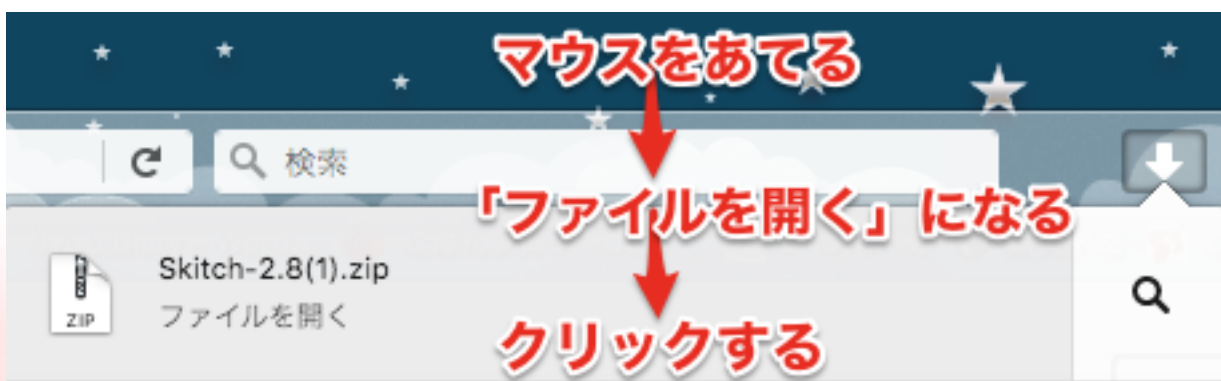 マウスをあてる
検索
「ファイルを開く」になる
Skitch-2.8(1).zip
ZIP
ファイルを開く
クリックする